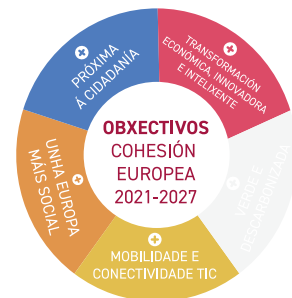 OBXECTIVOS
COHESIÓN
EUROPEA
2021-2027
PRÓXIMA
Á CIDADANÍA
TRANSFORMACIÓN
ECONÓMICA, INNOVADORA
E INTELIXENTE
VERDE E
DESCARBONIZADA
MOBILIDADE E
CONECTIVIDADE TIC
UNHA EUROPA
MÁIS SOCIAL